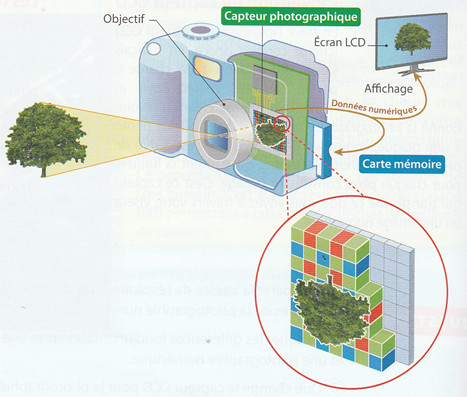 Objectif
Capteur photographique
Écran LCD
Affichage
Données numériques
Carte mémoire